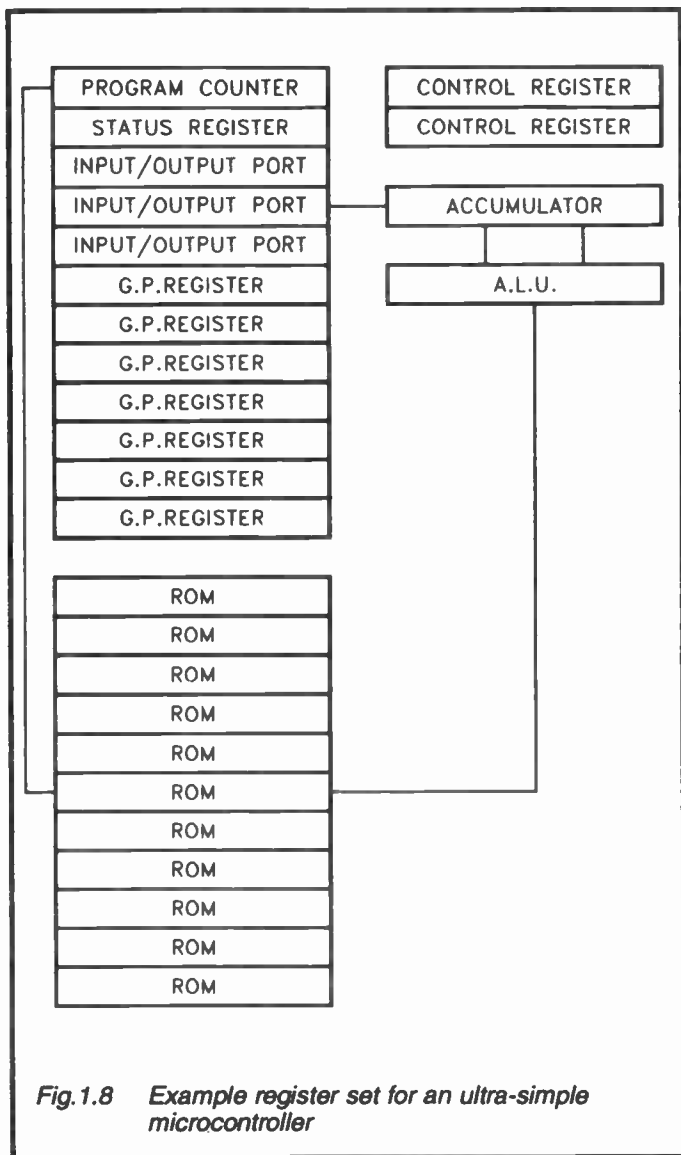 PROGRAM COUNTER
STATUS REGISTER
INPUT/OUTPUT PORT
INPUT/OUTPUT PORT
INPUT/OUTPUT PORT
G.P.REGISTER
G.P.REGISTER
G.P.REGISTER
G.P.REGISTER
G.P.REGISTER
G.P.REGISTER
G.P.REGISTER
CONTROL REGISTER
CONTROL REGISTER
ACCUMULATOR
A.L.U.
ROM
ROM
ROM
ROM
ROM
ROM
ROM
ROM
ROM
ROM
ROM
Fig.1.8 Example register set for an ultra-simple
microcontroller